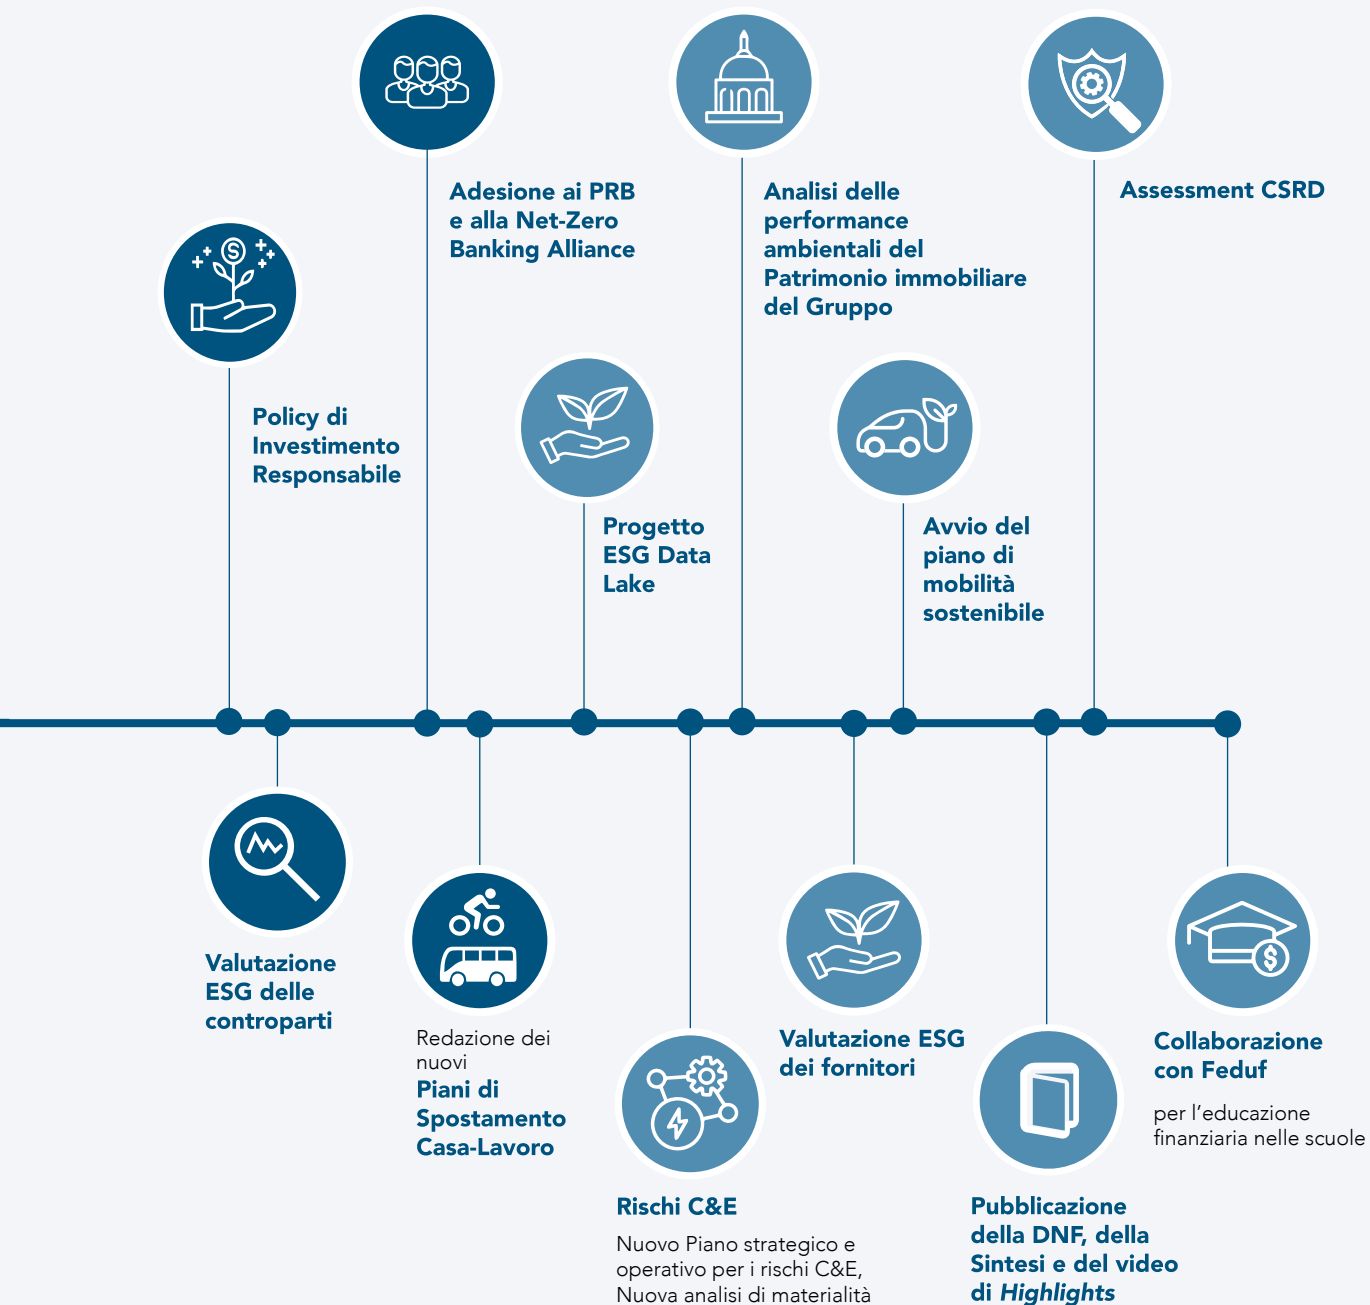 Adesione ai PRB
e alla Net-Zero
Banking Alliance
Analisi delle
performance
ambientali del
Patrimonio immobiliare
del Gruppo
Assessment CSRD
Policy di
Investimento
Responsabile
Progetto
ESG Data
Lake
Avvio del
piano di
mobilità
sostenibile
Valutazione
ESG delle
controparti
Redazione dei
nuovi
Piani di
Spostamento
Casa-Lavoro
Rischi C&E
Nuovo Piano strategico e
operativo per i rischi C&E,
Nuova analisi di materialità
Valutazione ESG
dei fornitori
Pubblicazione
della DNF, della
Sintesi e del video
di Highlights
Collaborazione
con Feduf
per l'educazione
finanziaria nelle scuole